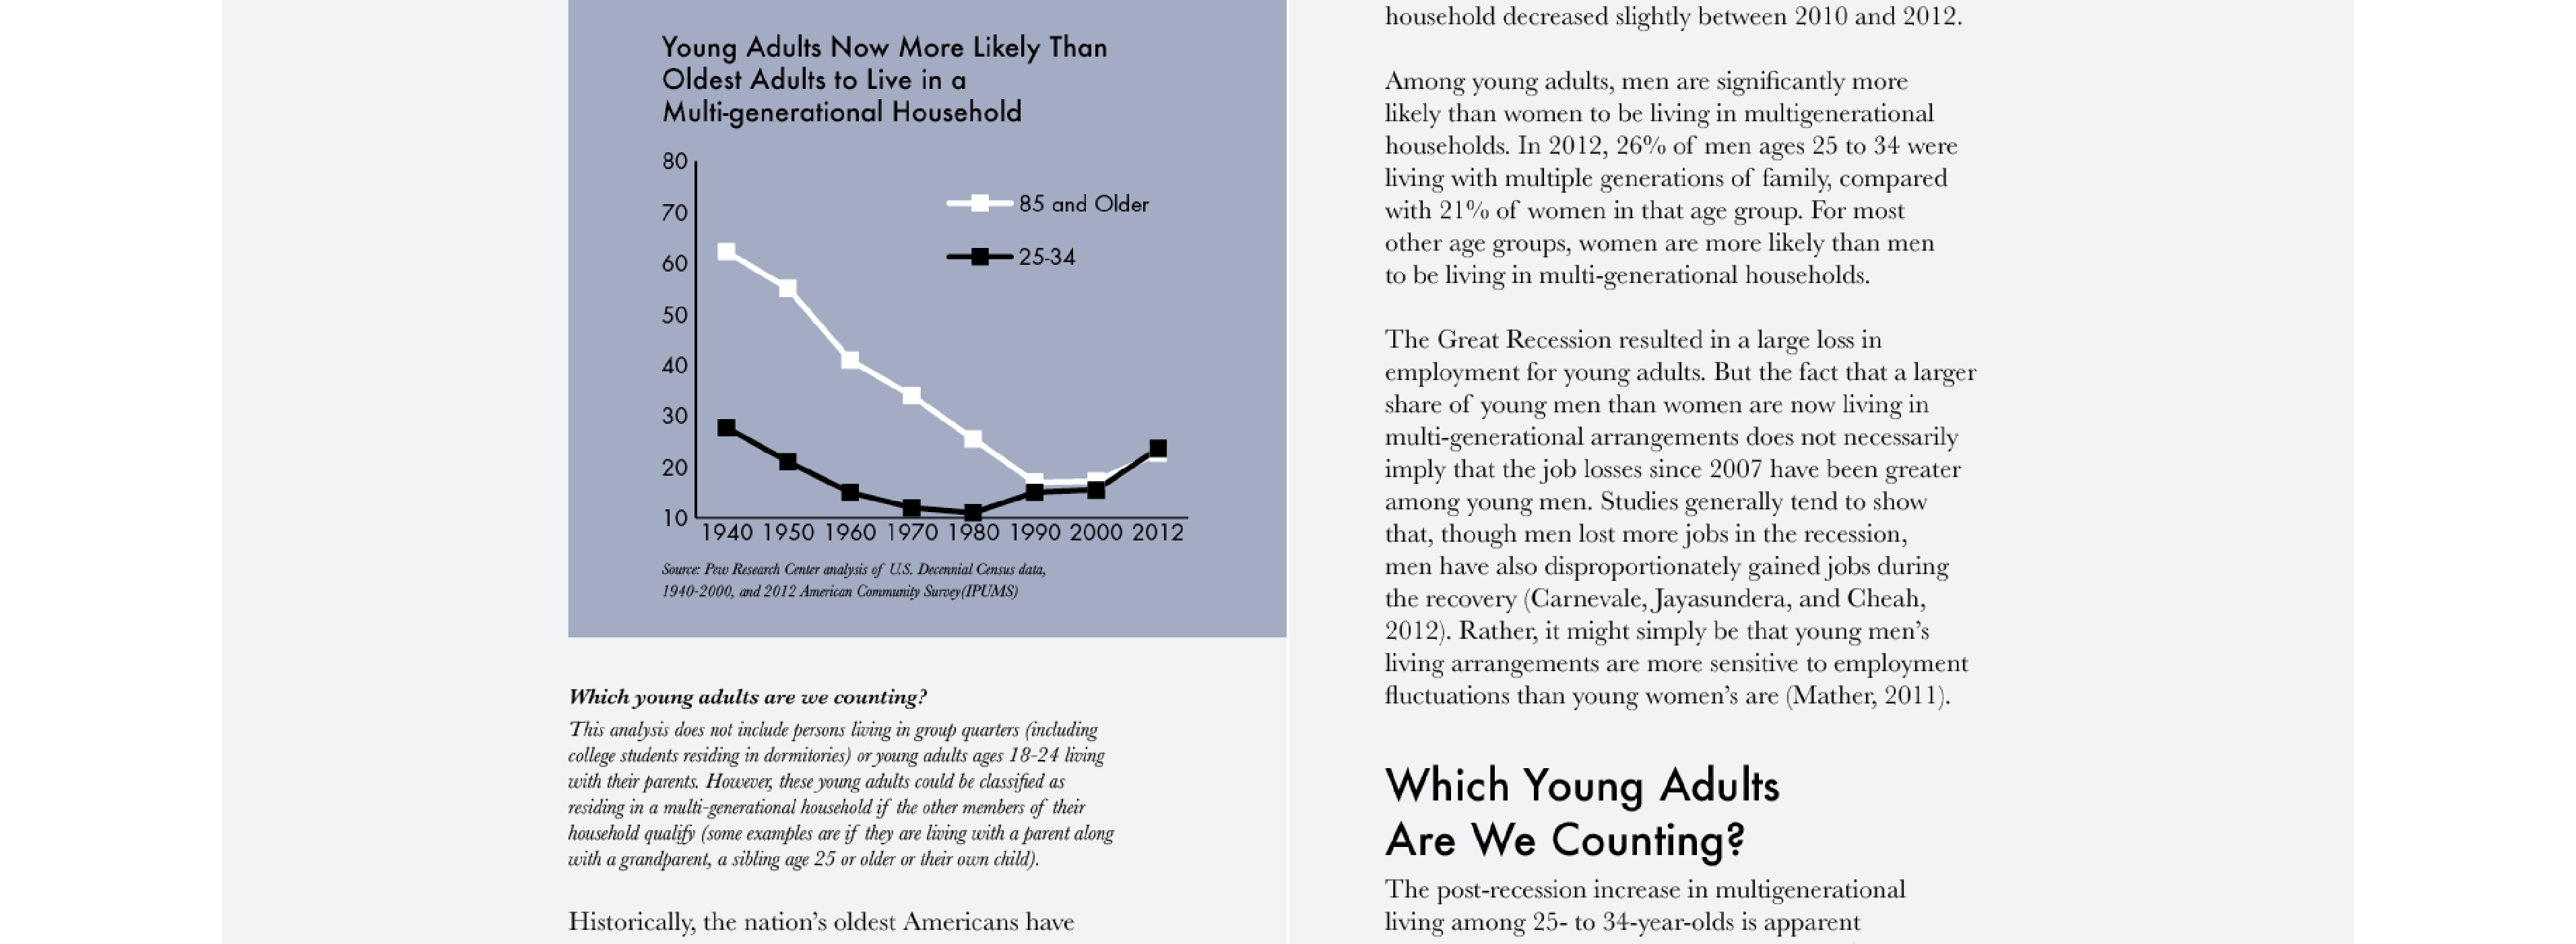 Young Adults Now More Likely Than
Oldest Adults to Live in a
Multi-generational Household
80
70
60
50
40
30
20
10
85 and Older
25-34
1940 1950 1960 1970 1980 1990 2000 2012
Source: Pew Research Center analysis of U.S. Decennial Census data,
1940-2000, and 2012 American Community Survey(IPUMS)
Which young adults are we counting?
This analysis does not include persons living in group quarters (including
college students residing in dormitories) or young adults ages 18-24 living
with their parents. However, these young adults could be classified as
residing in a multi-generational household if the other members of their
household qualify (some examples are if they are living with a parent along
with a grandparent, a sibling age 25 or older or their own child).
Historically, the nation’s oldest Americans have
household decreased slightly between 2010 and 2012.
Among young adults, men are significantly more
likely than women to be living in multigenerational
households. In 2012, 26% of men ages 25 to 34 were
living with multiple generations of family, compared
with 21% of women in that age group. For most
other age groups, women are more likely than men
to be living in multi-generational households.
The Great Recession resulted in a large loss in
employment for young adults. But the fact that a larger
share of young men than women are now living in
multi-generational arrangements does not necessarily
imply that the job losses since 2007 have been greater
among young men. Studies generally tend to show
that, though men lost more jobs in the recession,
men have also disproportionately gained jobs during
the recovery (Carnevale, Jayasundera, and Cheah,
2012). Rather, it might simply be that young men’s
living arrangements are more sensitive to employment
fluctuations than young women’s are (Mather, 2011).
Which Young Adults
Are We Counting?
The post-recession increase in multigenerational
living among 25- to 34-year-olds is apparent